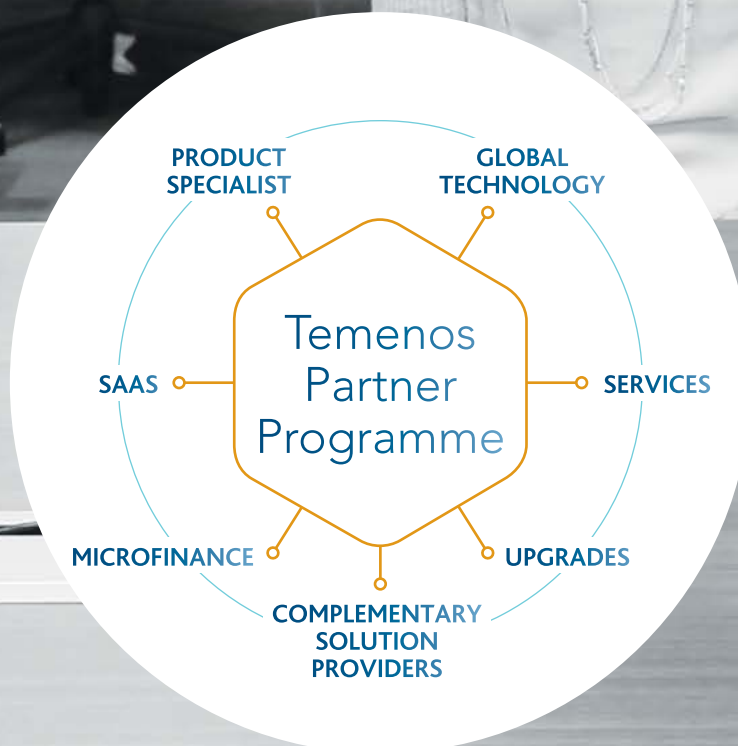 PRODUCT
SPECIALIST
GLOBAL
TECHNOLOGY
Temenos
Partner
Programme
SAAS
SERVICES
MICROFINANCE
UPGRADES
COMPLEMENTARY
SOLUTION
PROVIDERS